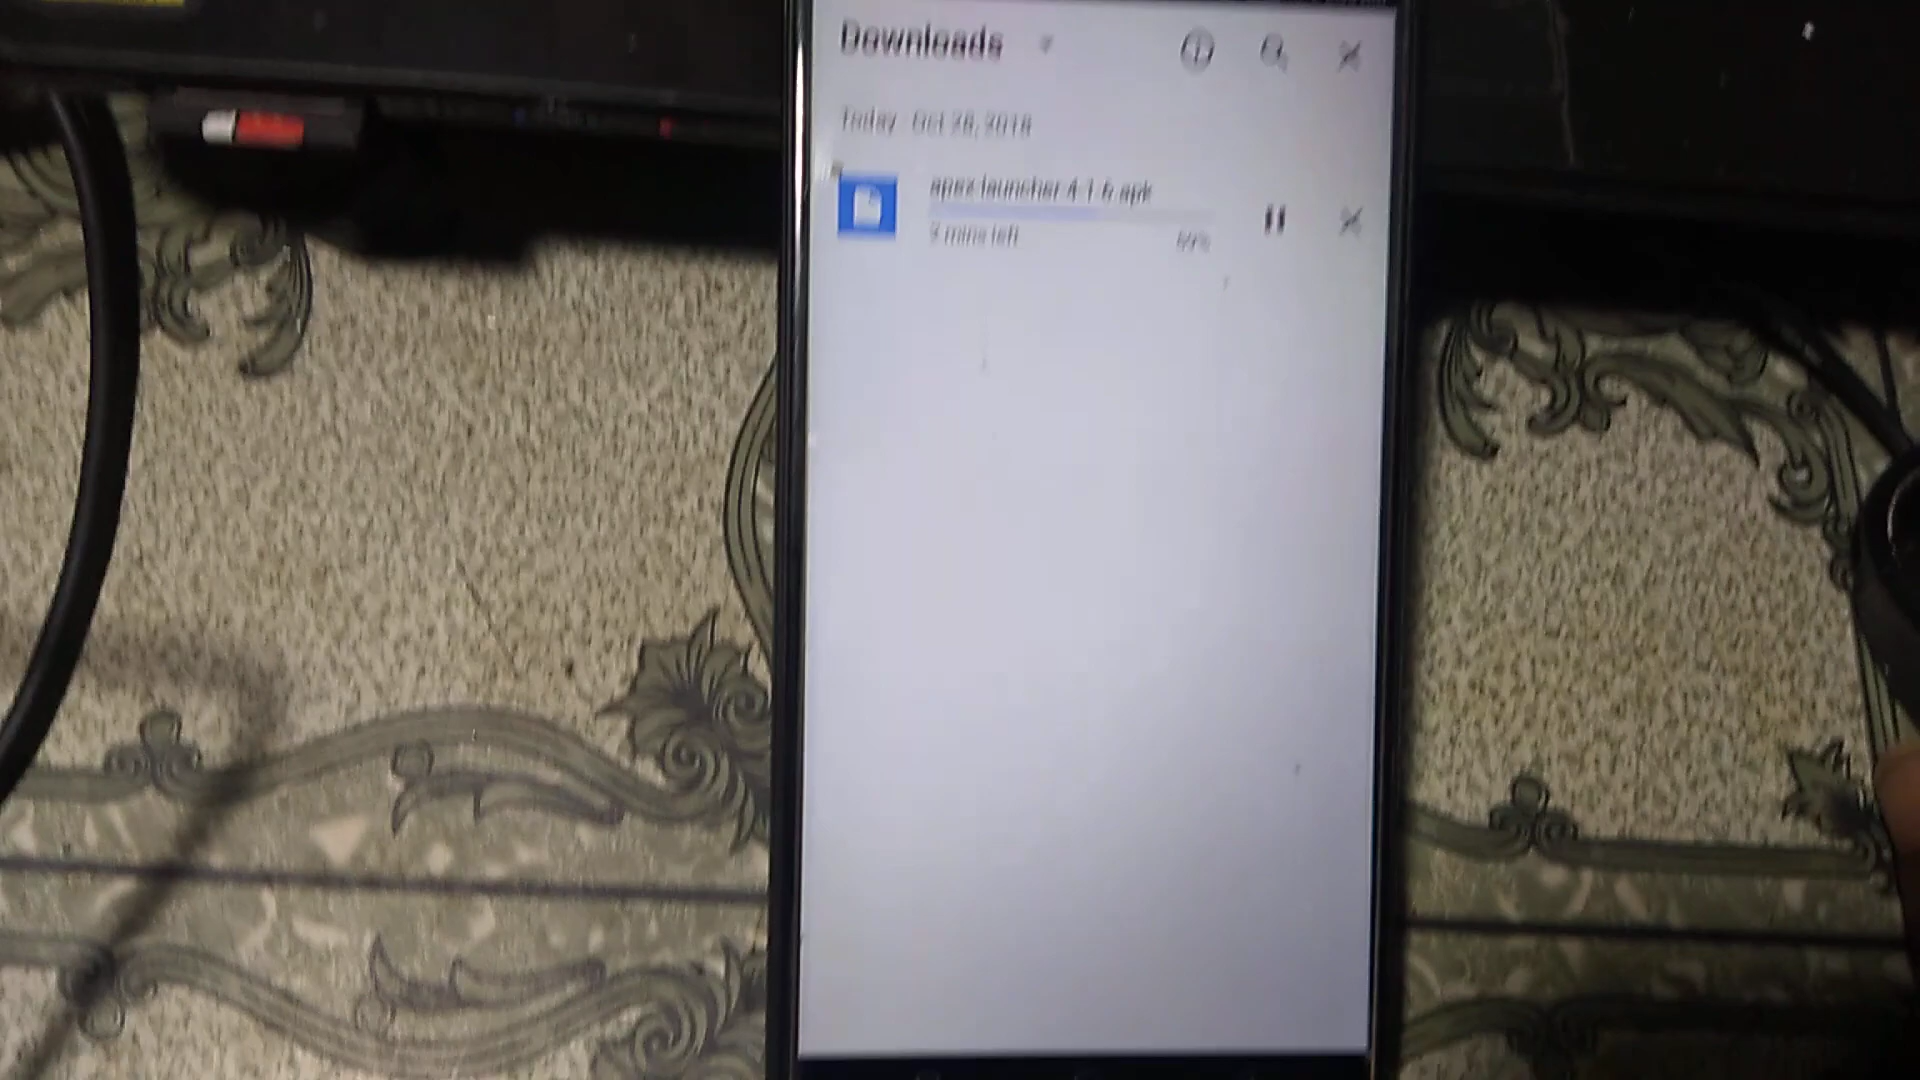 Downloads
Today - Oct 28, 2018
apex-launcher-4-1-6.apk
mins left